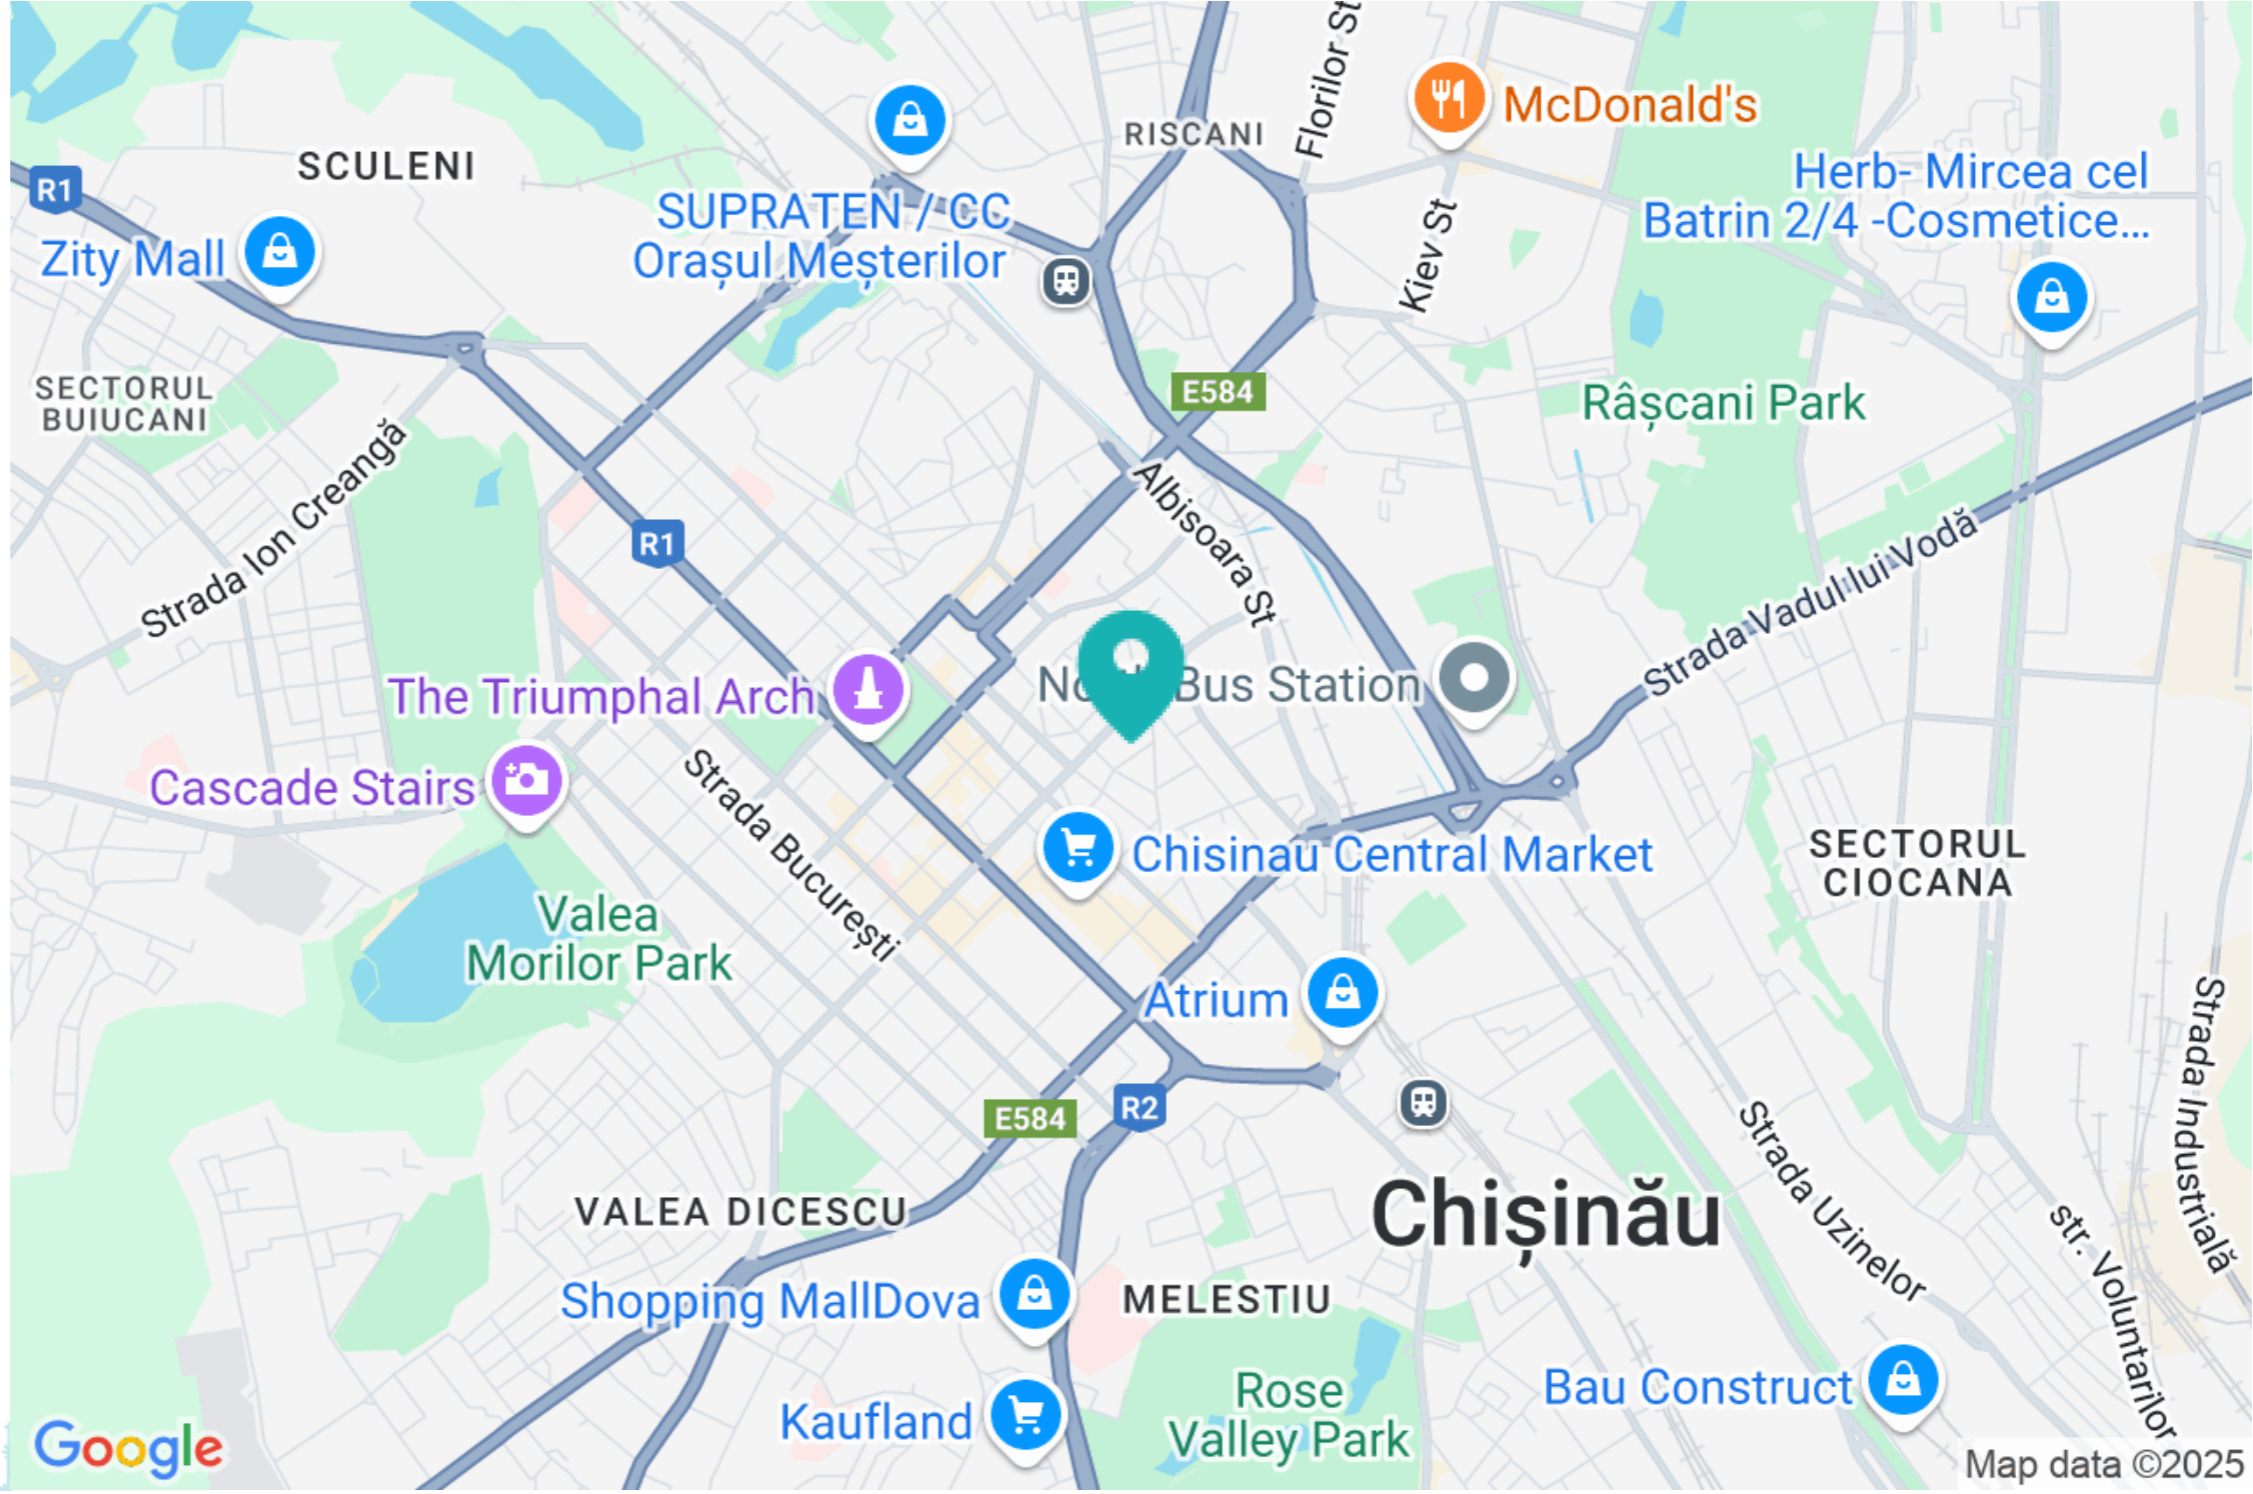 Florilor St
McDonald's
RISCANI
SCULENI
R1
Herb- Mircea cel
Batrin 2/4 -Cosmetice...
SUPRATEN / CC
Orașul Meșterilor
Zity Mall
Kiev St
SECTORUL
BUIUCANI
E584
Râșcani Park
Strada Ion Creangă
R1
Albisoara St
Strada Vadul lui Vodă
Bus Station
The Triumphal Arch
Cascade Stairs
Strada București
Chisinau Central Market
SECTORUL
CIOCANA
Valea
Morilor Park
Atrium
Strada Industrială
E584
R2
Strada Uzinelor
VALEA DICESCU
Chișinău
str. Voluntarilor
Shopping MallDova
MELESTIU
Rose
Valley Park
Bau Construct
Kaufland
Google
Map data ©2025